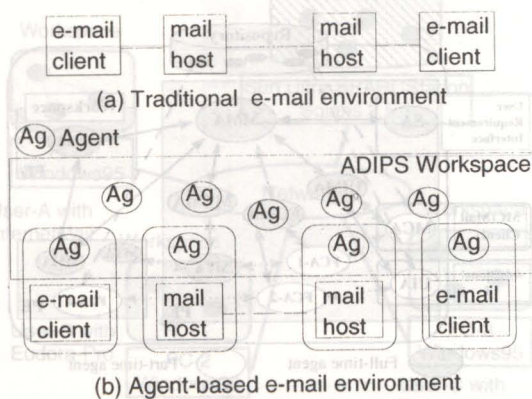 e-mail client
mail host
mail host
e-mail client
(a) Traditional e-mail environment
Ag Agent
ADIPS Workspace
Ag Ag Ag Ag Ag
Ag Ag Ag Ag
e-mail client
mail host
mail host
e-mail client
(b) Agent-based e-mail environment